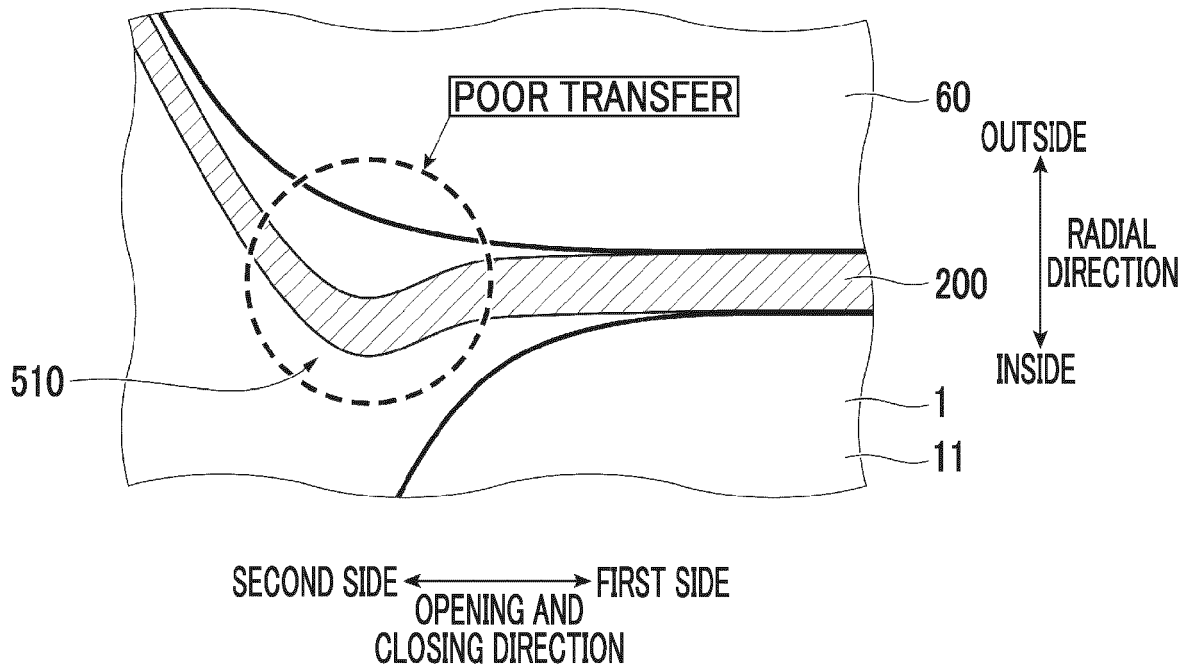 POOR TRANSFER
60
OUTSIDE
RADIAL
DIRECTION
200
INSIDE
510
1
11
SECOND SIDE
FIRST SIDE
OPENING AND
CLOSING DIRECTION